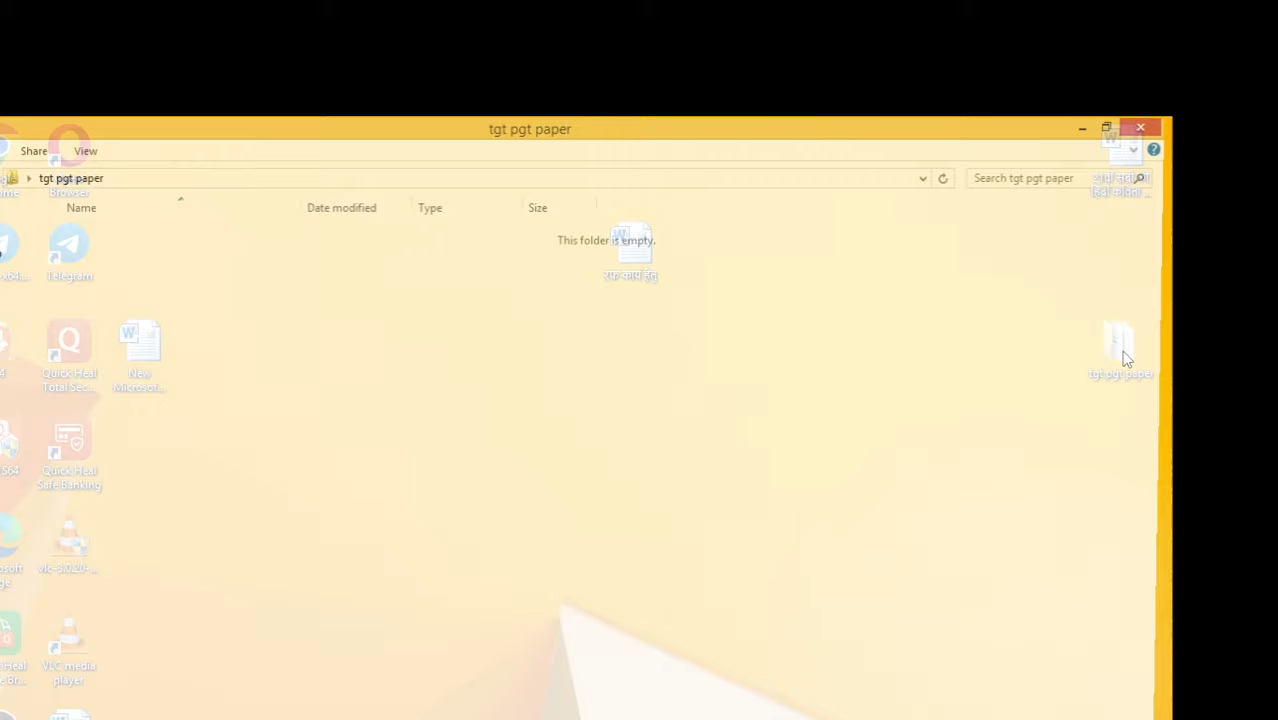 tgt pgt paper
Share View
tgt pgt paper
Search tgt pgt paper
Name Date modified Type Size
This folder is empty.
Browser
Telegram
रफ कार्य हेतु
New
Microsof...
Quick Heal
Total Sec...
tgt pgt paper
Quick Heal
Safe Banking
vlc-3.0.20-...
VLC media
player